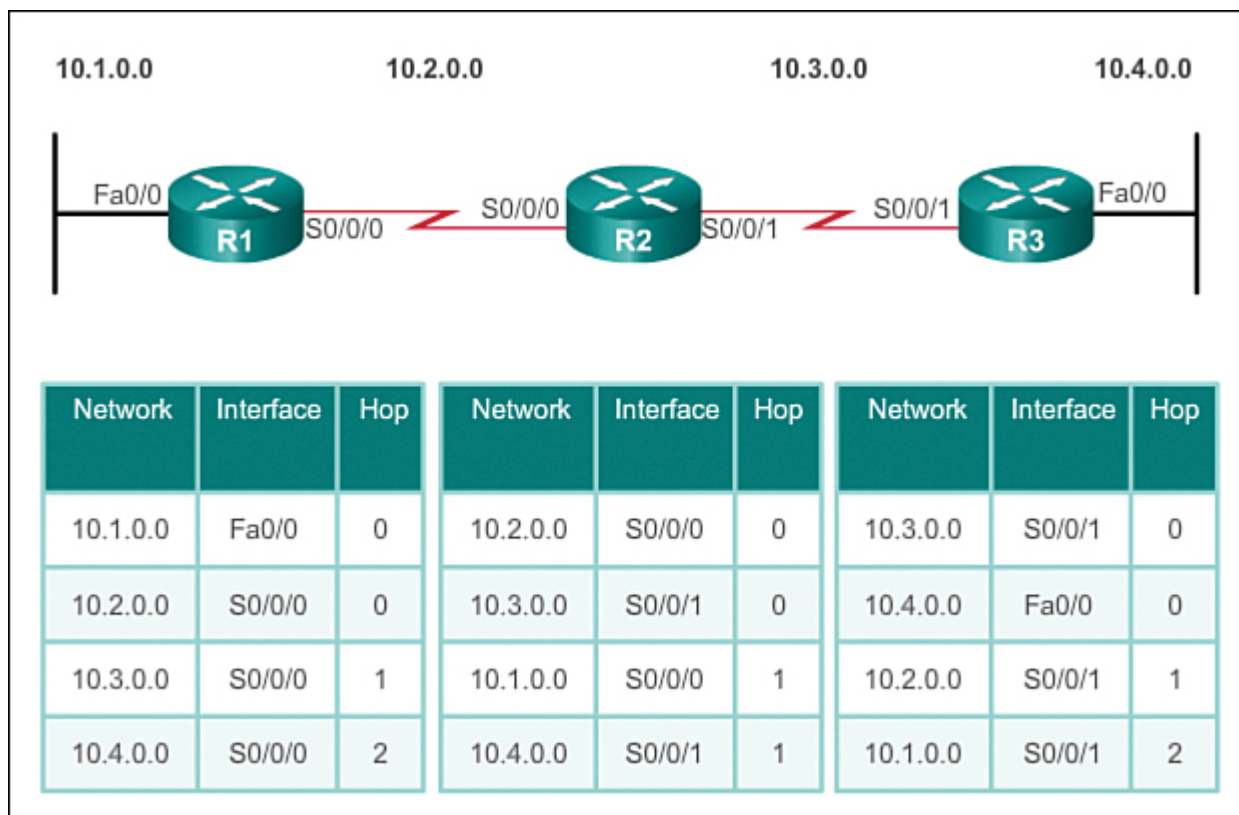 10.1.0.0 10.2.0.0 10.3.0.0 10.4.0.0
Fa0/0 R1 S0/0/0 S0/0/0 R2 S0/0/1 S0/0/1 R3 Fa0/0
Network Interface Hop Network Interface Hop Network Interface Hop
10.1.0.0 Fa0/0 0 10.2.0.0 S0/0/0 0 10.3.0.0 S0/0/1 0
10.2.0.0 S0/0/0 0 10.3.0.0 S0/0/1 0 10.4.0.0 Fa0/0 0
10.3.0.0 S0/0/0 1 10.1.0.0 S0/0/0 1 10.2.0.0 S0/0/1 1
10.4.0.0 S0/0/0 2 10.4.0.0 S0/0/1 1 10.1.0.0 S0/0/1 2